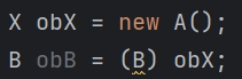 X obX = new A();
B obB = (B) obX;